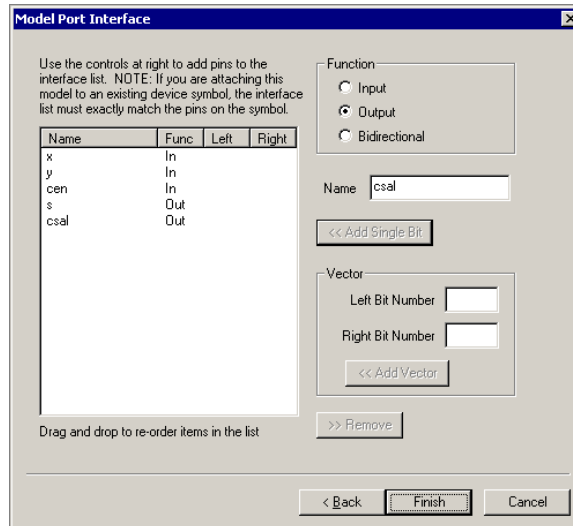 Model Port Interface
Use the controls at right to add pins to the
interface list. NOTE: If you are attaching this
model to an existing device symbol, the interface
list must exactly match the pins on the symbol.
Name Func Left Right
x In
y In
cen In
s Out
csal Out
Drag and drop to re-order items in the list
Function
Input
Output
Bidirectional
Name csal
<< Add Single Bit
Vector
Left Bit Number
Right Bit Number
<< Add Vector
>> Remove
< Back Finish Cancel